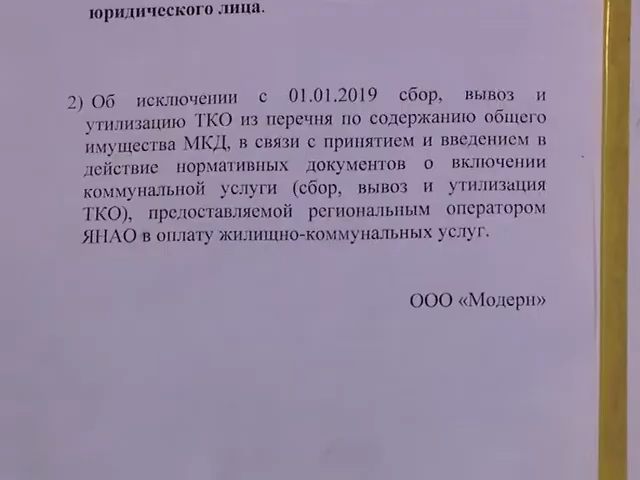 юридического лица.
2) Об исключении с 01.01.2019 сбор, вывоз и
утилизацию ТКО из перечня по содержанию общего
имущества МКД, в связи с принятием и введением в
действие нормативных документов о включении
коммунальной услуги (сбор, вывоз и утилизация
ТКО), предоставляемой региональным оператором
ЯНАО в оплату жилищно-коммунальных услуг.
ООО «Модерн»